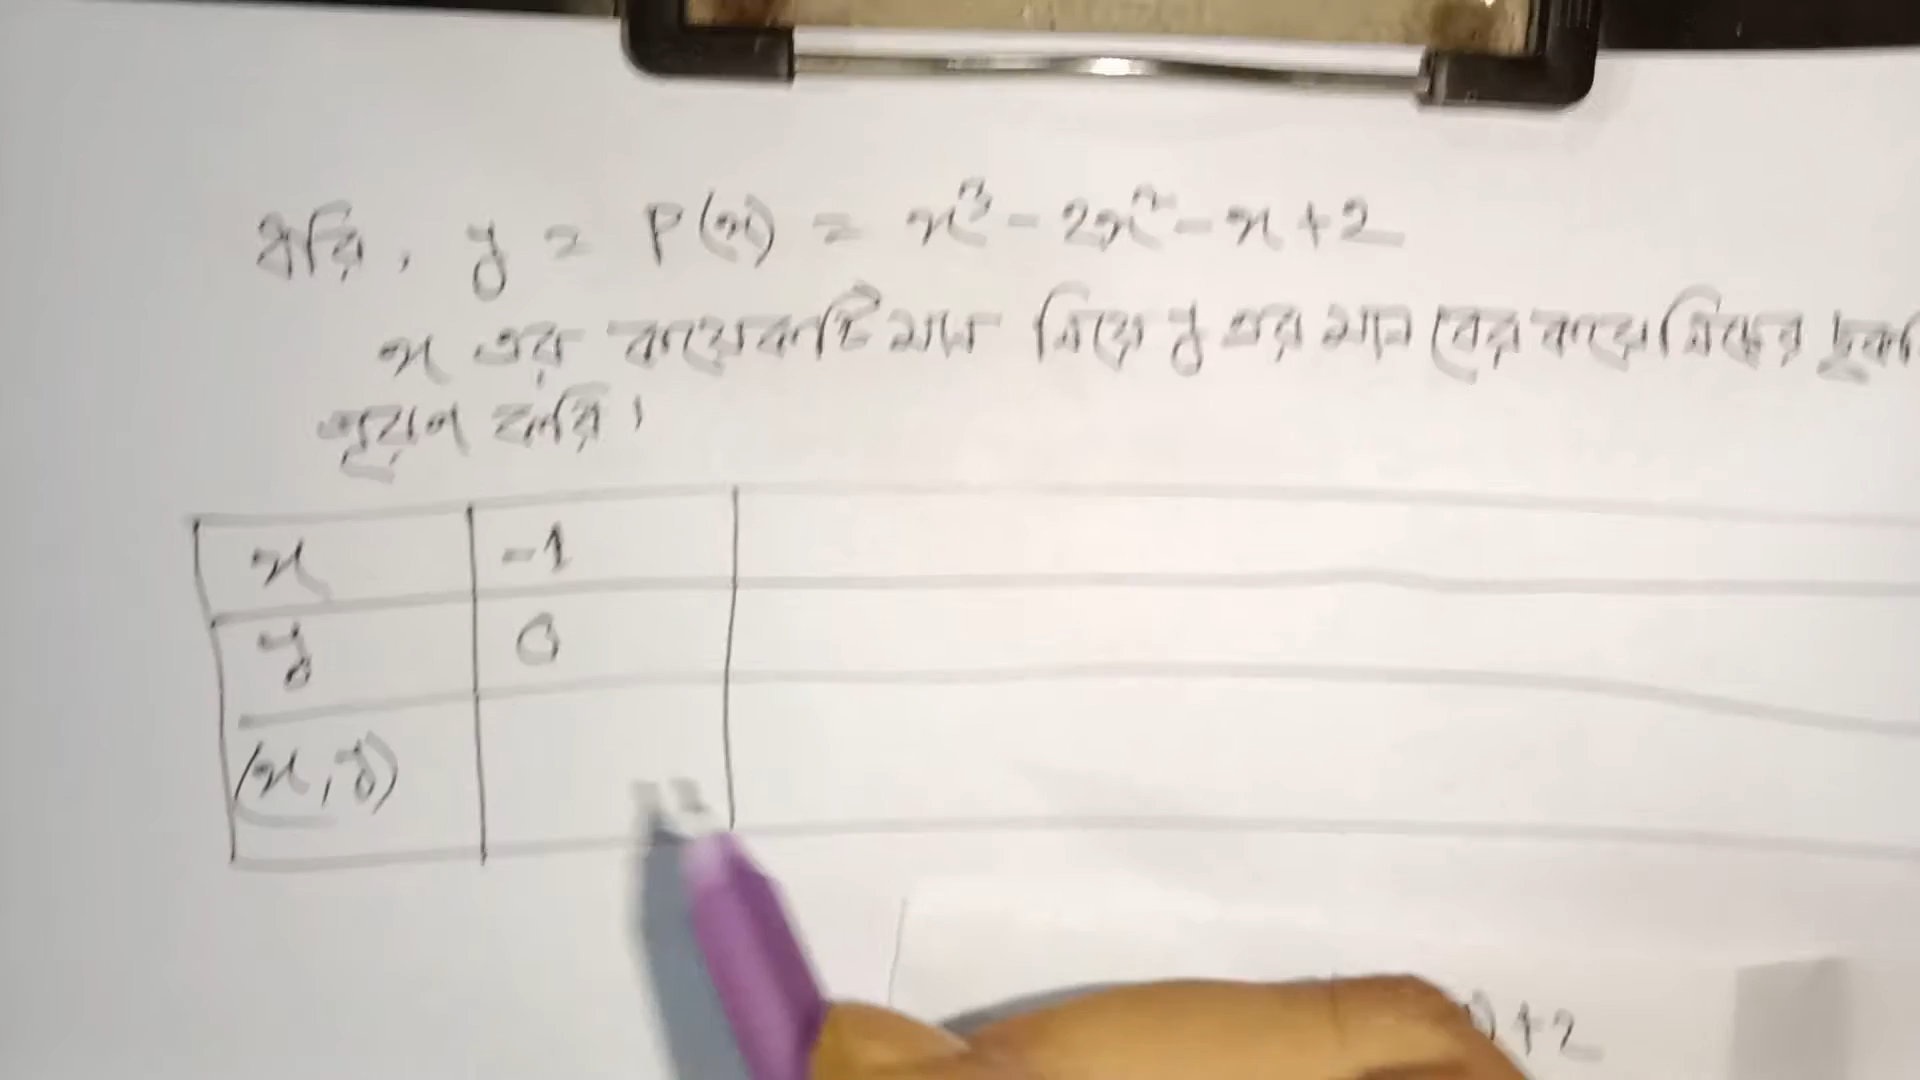 ধরি, y = P(x) = x³ - 2x² - x + 2
x এর কয়েকটি মান নিয়ে y এর মান বের করে নিচের ছক
পূরণ করি।
x -1
y 0
(x, y)
) + 2